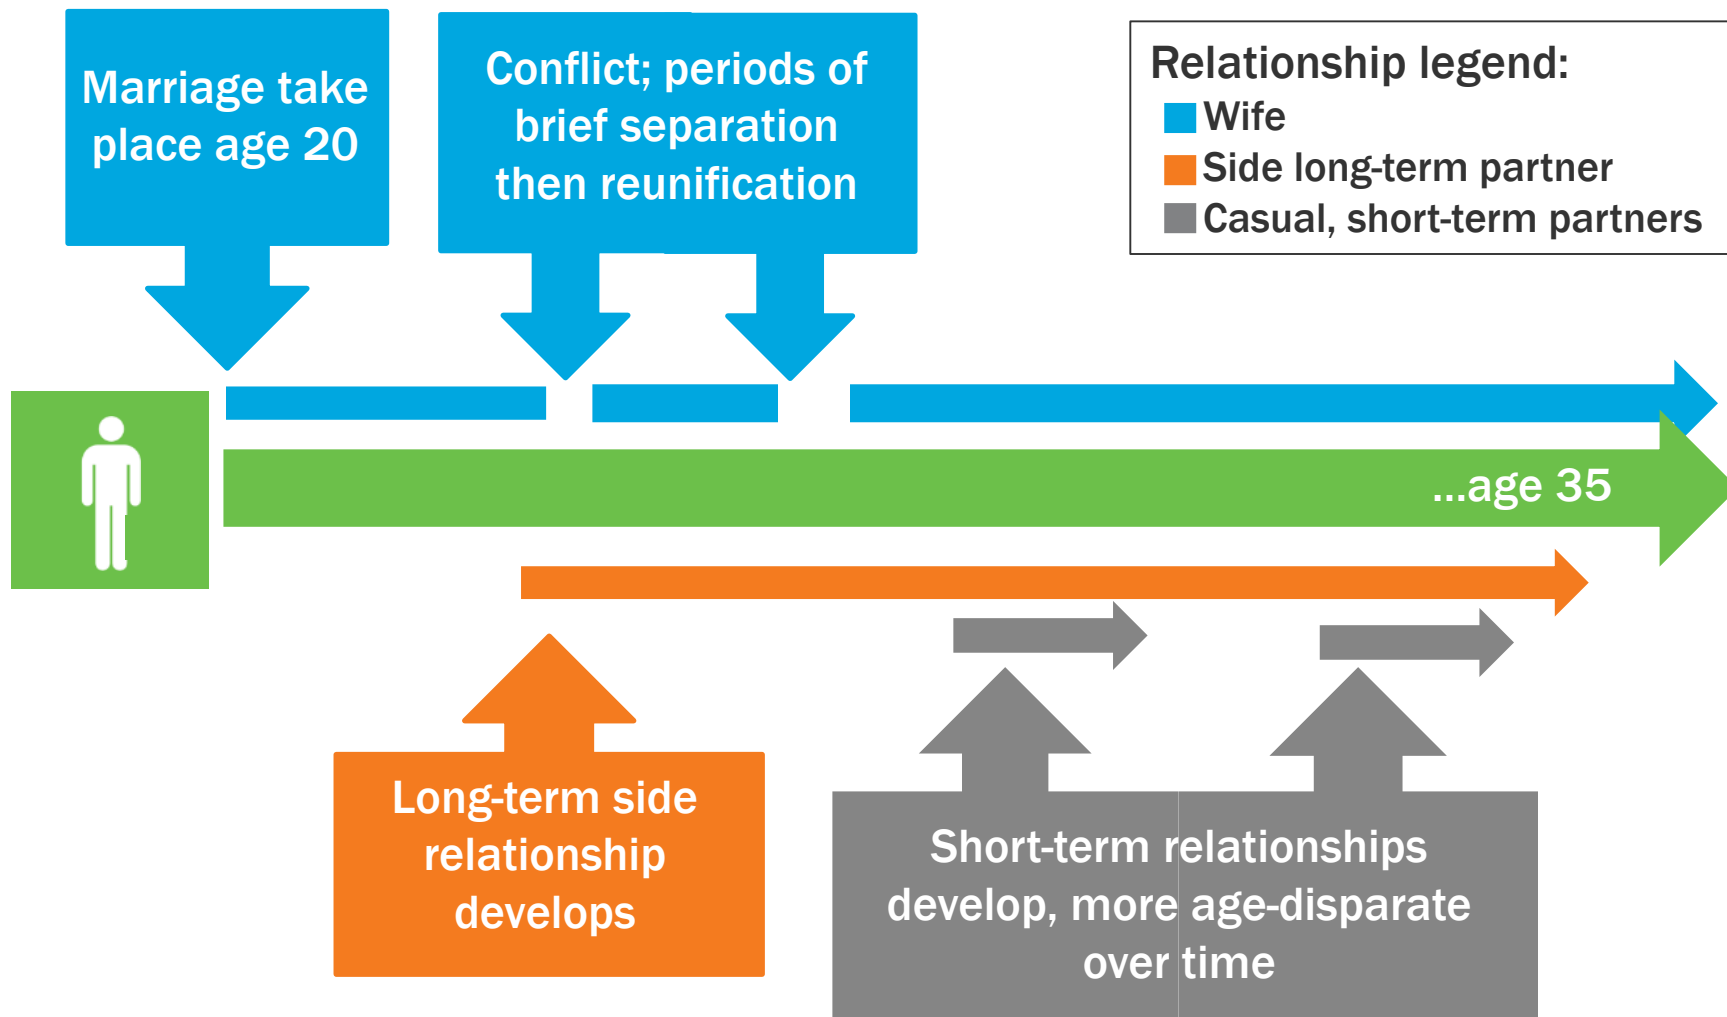 Marriage take
place age 20
Conflict; periods of
brief separation
then reunification
Relationship legend:
Wife
Side long-term partner
Casual, short-term partners
...age 35
Long-term side
relationship
develops
Short-term relationships
develop, more age-disparate
over time